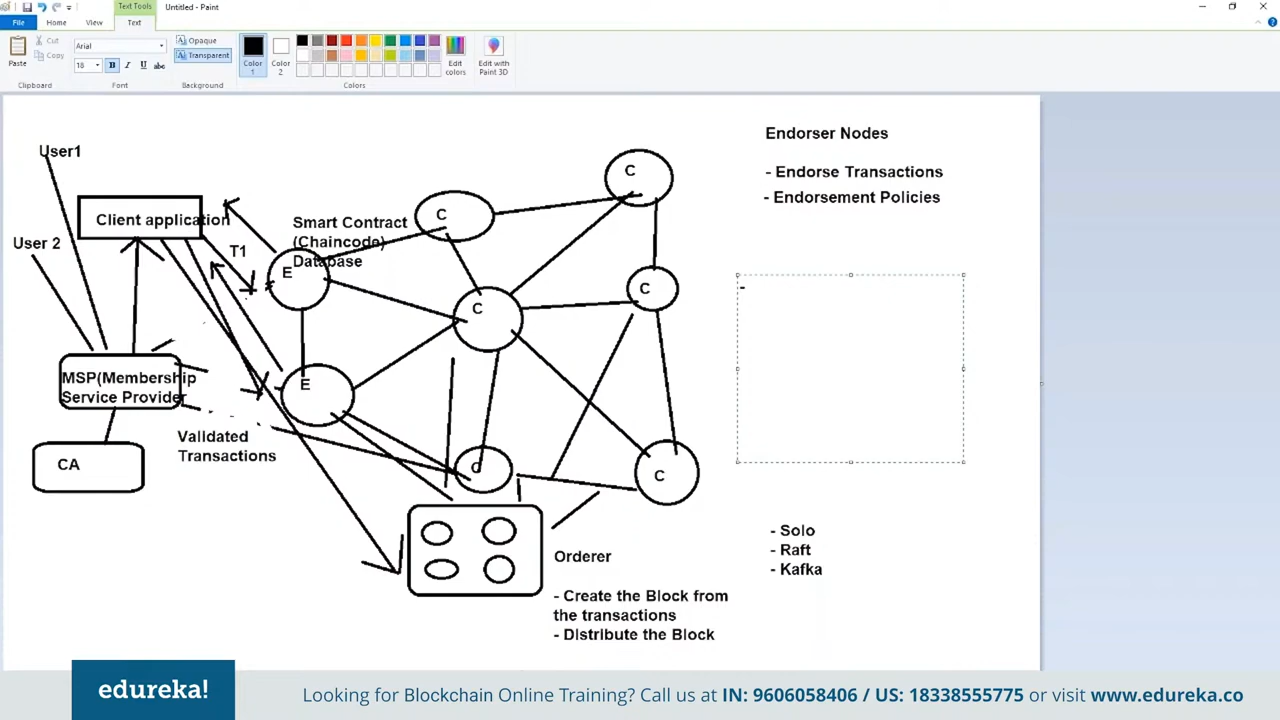 Text Tools
Untitled - Paint
File
Home
View
Text
Paste
Cut
Copy
Clipboard
Arial
18
B
I
U
abc
Font
Opaque
Transparent
Background
Color
1
Color
2
Edit
colors
Edit with
Paint 3D
Colors
User1
Client application
User 2
T1
Smart Contract
(Chaincode)
Database
E
C
C
C
C
E
C
C
MSP(Membership
Service Provider
CA
Valldated
Transactions
Orderer
- Create the Block from
the transactions
- Distribute the Block
Endorser Nodes
- Endorse Transactions
- Endorsement Policies
-
- Solo
- Raft
- Kafka
edureka!
Looking for Blockchain Online Training? Call us at IN: 9606058406 / US: 18338555775 or visit www.edureka.co